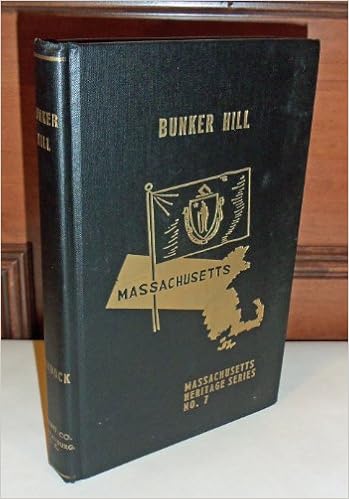 BUNKER HILL
MASSACHUSETTS
MASSACHUSETTS
HERITAGE SERIES
NO. 7
BUNKER
HILL